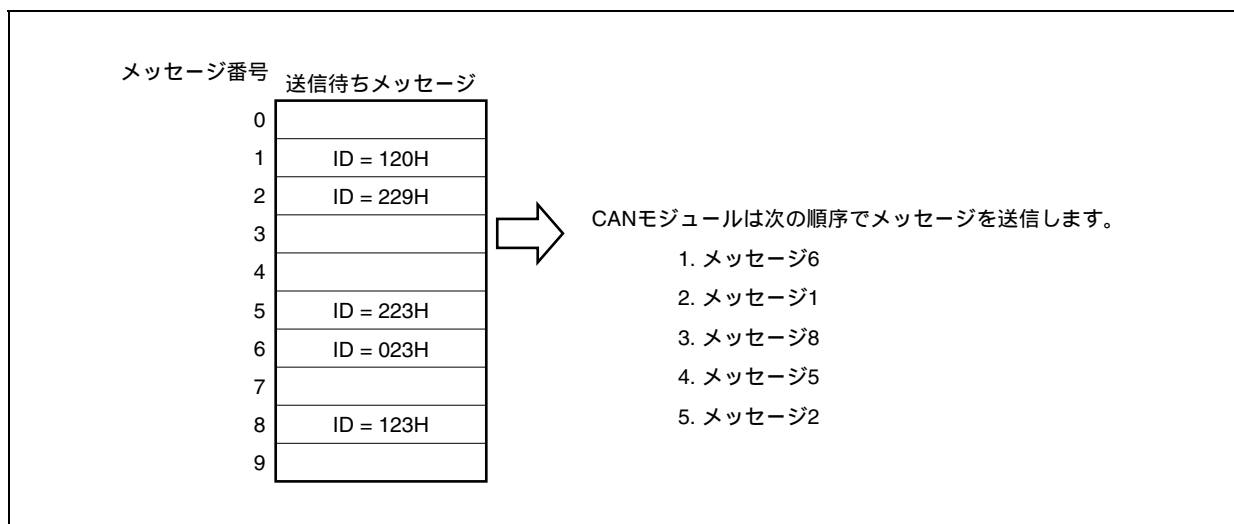 メッセージ番号
送信待ちメッセージ
0
1 ID = 120H
2 ID = 229H
3
4
5 ID = 223H
6 ID = 023H
7
8 ID = 123H
9
CANモジュールは次の順序でメッセージを送信します。
1. メッセージ6
2. メッセージ1
3. メッセージ8
4. メッセージ5
5. メッセージ2